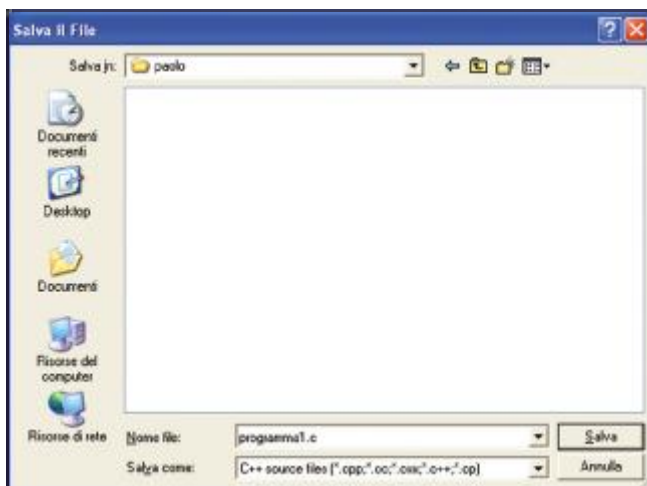 Salva il File
Salva in: paolo
Documenti
recenti
Desktop
Documenti
Risorse del
computer
Risorse di rete
Nome file: programma1.c
Salva
Salva come: C++ source files (*.cpp;*.cc;*.cxx;*.c++;*.cp)
Annulla